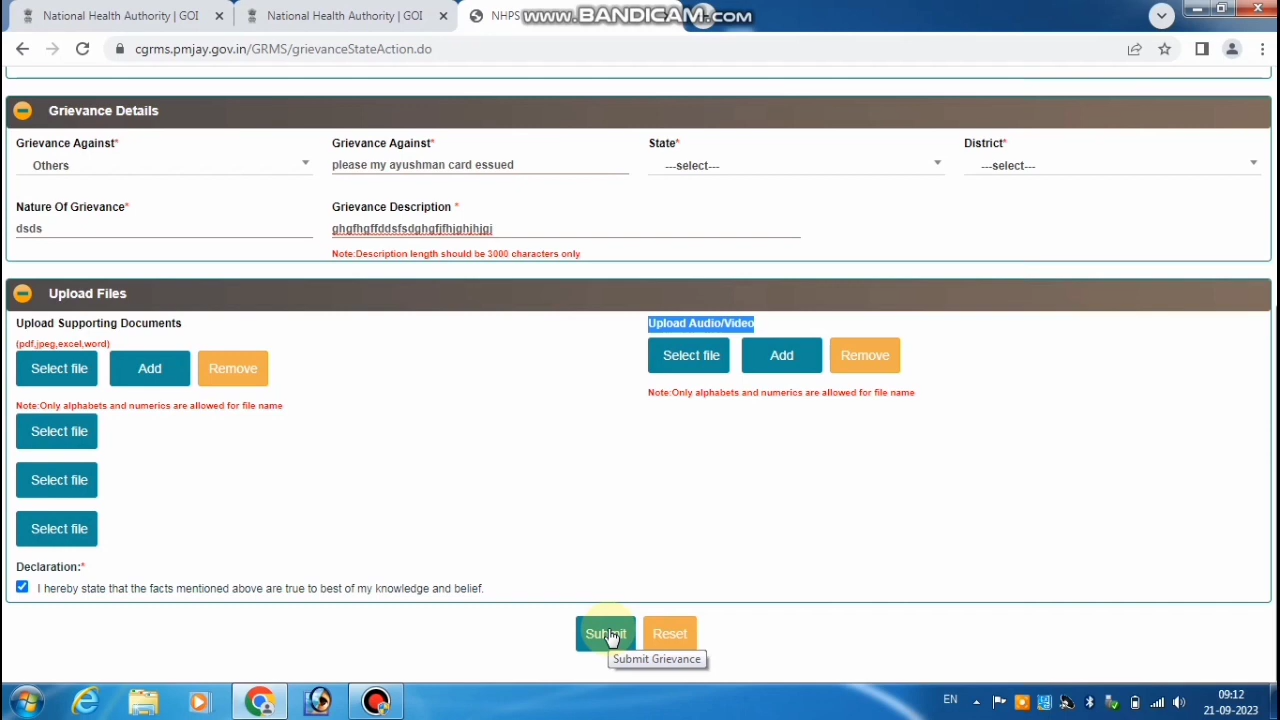 National Health Authority | GOI
National Health Authority | GOI
NHPS
www.BANDICAM.com
cgrms.pmjay.gov.in/GRMS/grievanceStateAction.do
Grievance Details
Grievance Against* Grievance Against* State* District*
Others please my ayushman card essued ---select--- ---select---
Nature Of Grievance* Grievance Description *
dsds ghgfhgffddsfsdghgfjfhjghjhjgj
Note:Description length should be 3000 characters only
Upload Files
Upload Supporting Documents Upload Audio/Video
(pdf,jpeg,excel,word)
Select file Add Remove Select file Add Remove
Note:Only alphabets and numerics are allowed for file name Note:Only alphabets and numerics are allowed for file name
Select file
Select file
Select file
Declaration:*
I hereby state that the facts mentioned above are true to best of my knowledge and belief.
Submit Reset
Submit Grievance
EN 09:12
21-09-2023